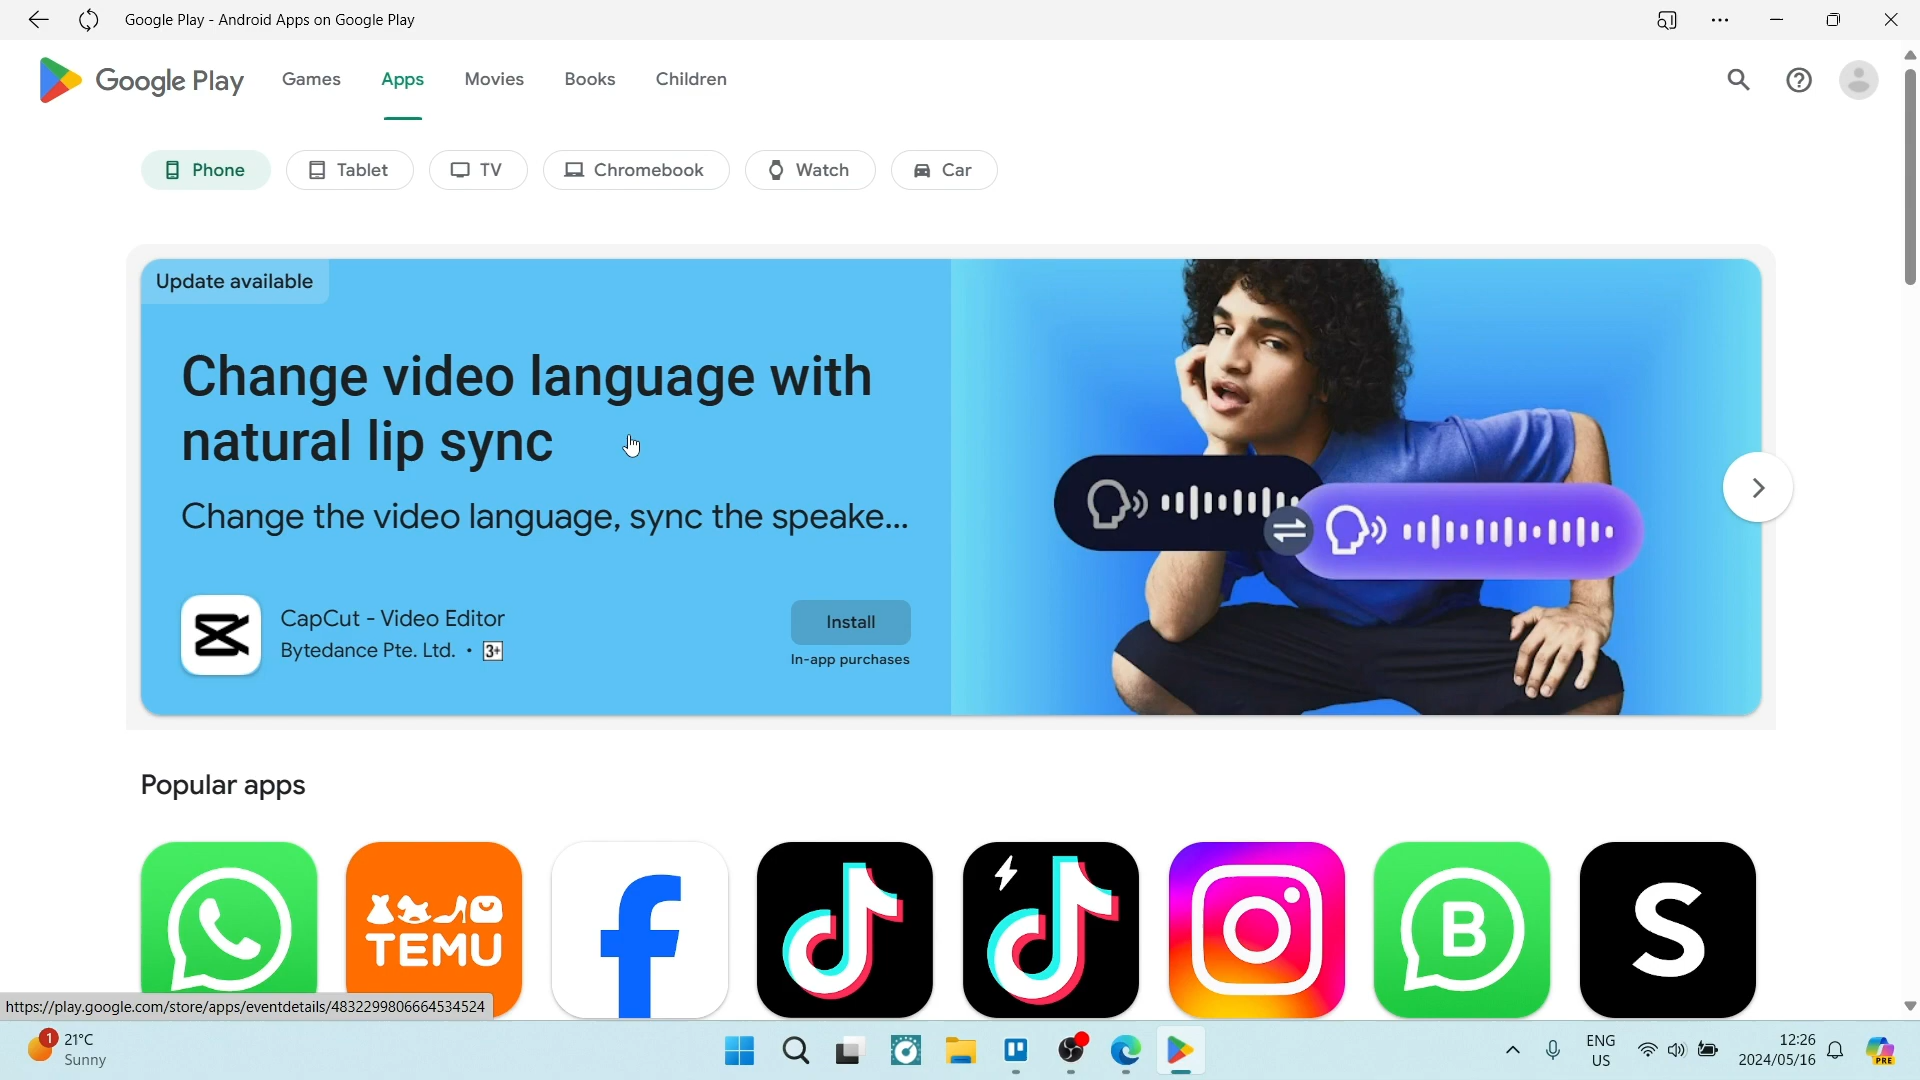 Google Play - Android Apps on Google Play
Google Play Games Apps Movies Books Children
Phone Tablet TV Chromebook Watch Car
Update available
Change video language with
natural lip sync
Change the video language, sync the speake...
CapCut - Video Editor
Bytedance Pte. Ltd. • 3+
Install
In-app purchases
Popular apps
TEMU
B
S
https://play.google.com/store/apps/eventdetails/4832299806664534524
1
21°C
Sunny
ENG
US
12:26
2024/05/16
PRE